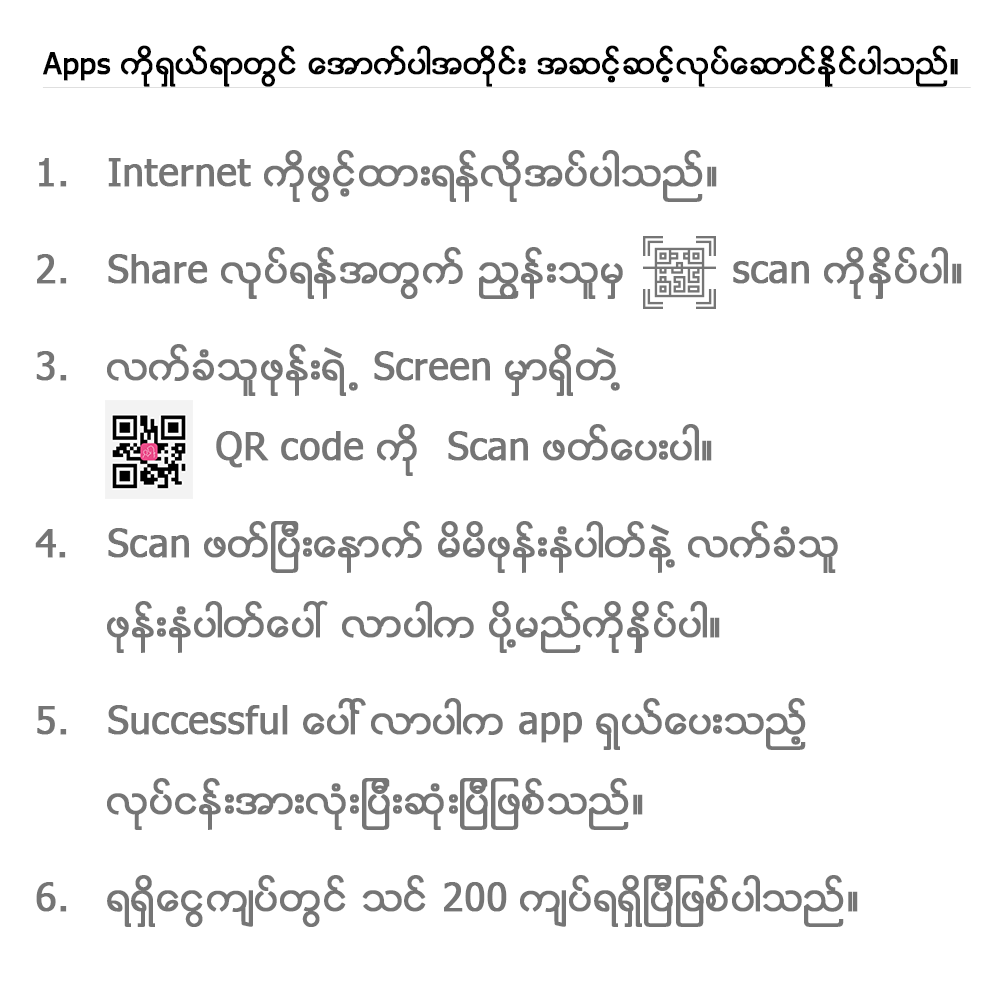 Apps ကိုရှယ်ရာတွင် အောက်ပါအတိုင်း အဆင့်ဆင့်လုပ်ဆောင်နိုင်ပါသည်။
1. Internet ကိုဖွင့်ထားရန်လိုအပ်ပါသည်။
2. Share လုပ်ရန်အတွက် ညွှန်းသူမှ scan ကိုနှိပ်ပါ။
3. လက်ခံသူဖုန်းရဲ့ Screen မှာရှိတဲ့
QR code ကို Scan ဖတ်ပေးပါ။
4. Scan ဖတ်ပြီးနောက် မိမိဖုန်းနံပါတ်နဲ့ လက်ခံသူ
ဖုန်းနံပါတ်ပေါ် လာပါက ပို့မည်ကိုနှိပ်ပါ။
5. Successful ပေါ် လာပါက app ရှယ်ပေးသည့်
လုပ်ငန်းအားလုံးပြီးဆုံးပြီဖြစ်သည်။
6. ရရှိငွေကျပ်တွင် သင် 200 ကျပ်ရရှိပြီဖြစ်ပါသည်။